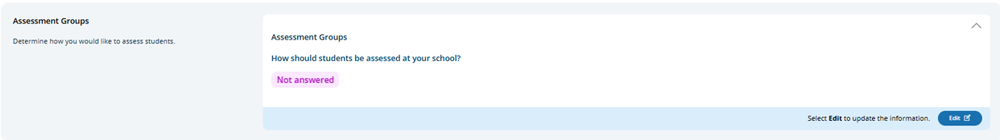 Assessment Groups
Determine how you would like to assess students.
Assessment Groups
How should students be assessed at your school?
Not answered
Select Edit to update the information.
Edit